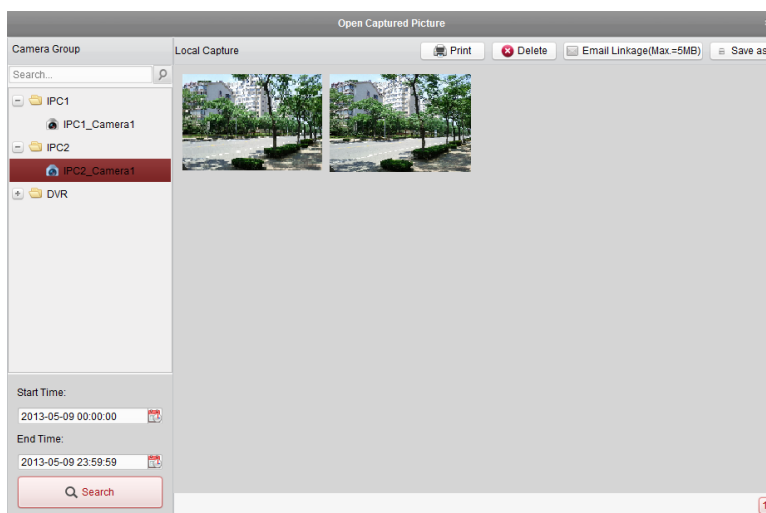 Open Captured Picture
Camera Group
Local Capture
Print
Delete
Email Linkage(Max.=5MB)
Save as
Search...
IPC1
IPC1_Camera1
IPC2
IPC2_Camera1
DVR
Start Time:
2013-05-09 00:00:00
End Time:
2013-05-09 23:59:59
Search